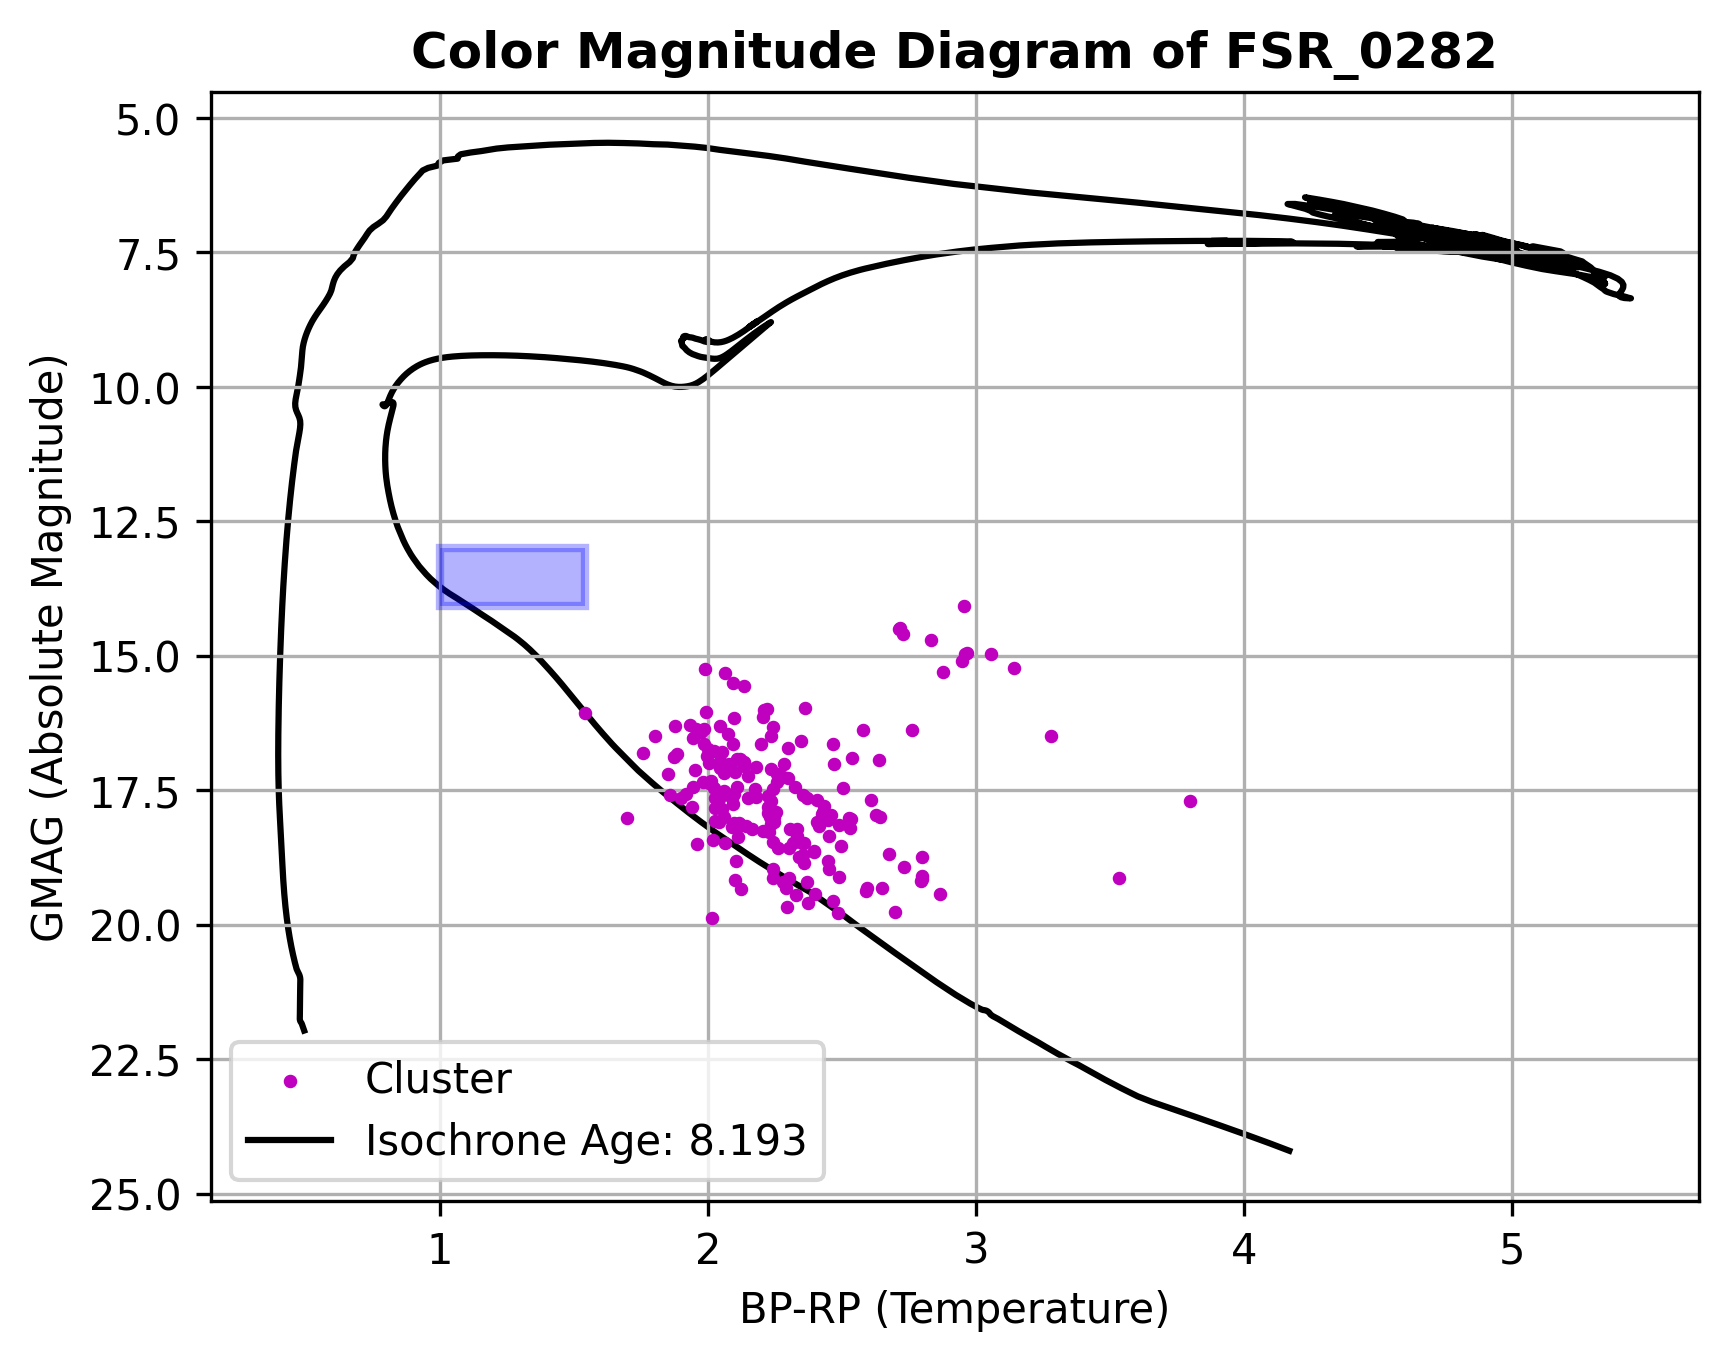 Color Magnitude Diagram of FSR_0282
GMAG (Absolute Magnitude)
5.0
7.5
10.0
12.5
15.0
17.5
20.0
22.5
25.0
Cluster
Isochrone Age: 8.193
1 2 3 4 5
BP-RP (Temperature)